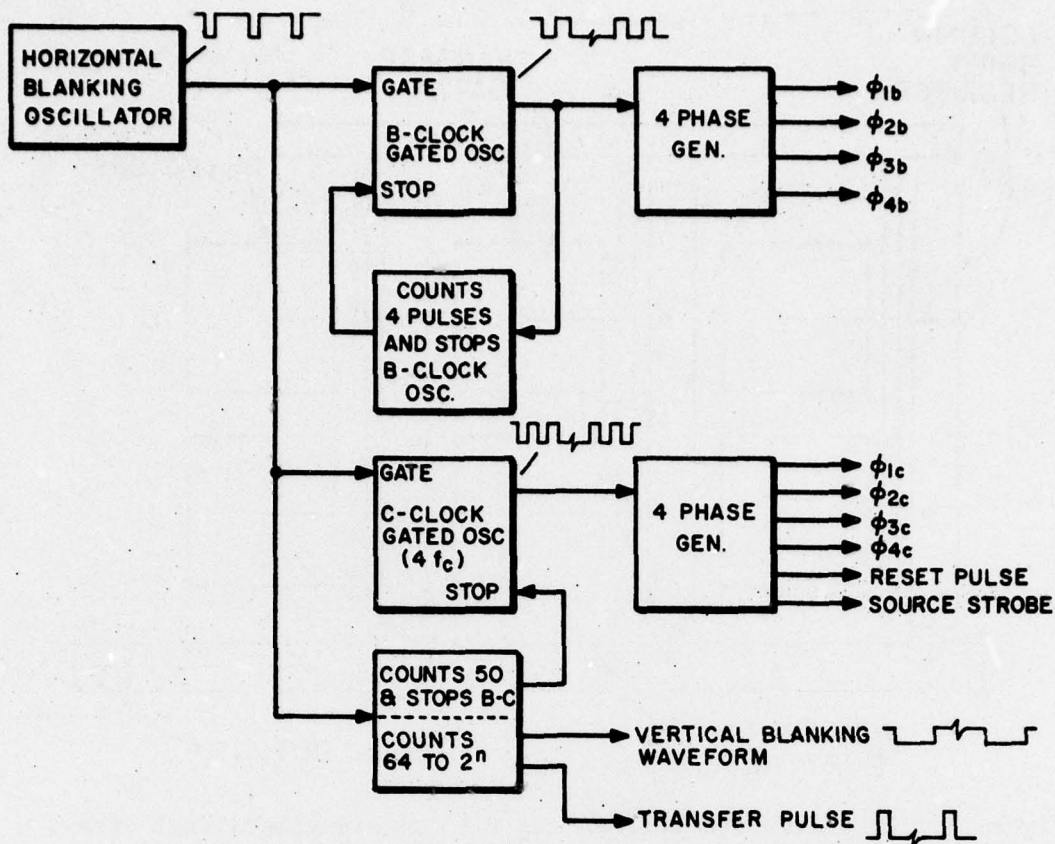 HORIZONTAL
BLANKING
OSCILLATOR
GATE
B-CLOCK
GATED OSC
STOP
4 PHASE
GEN.
ϕ1b
ϕ2b
ϕ3b
ϕ4b
COUNTS
4 PULSES
AND STOPS
B-CLOCK
OSC.
GATE
C-CLOCK
GATED OSC
(4 fc)
STOP
4 PHASE
GEN.
ϕ1c
ϕ2c
ϕ3c
ϕ4c
RESET PULSE
SOURCE STROBE
COUNTS 50
& STOPS B-C
COUNTS
64 TO 2ⁿ
VERTICAL BLANKING
WAVEFORM
TRANSFER PULSE